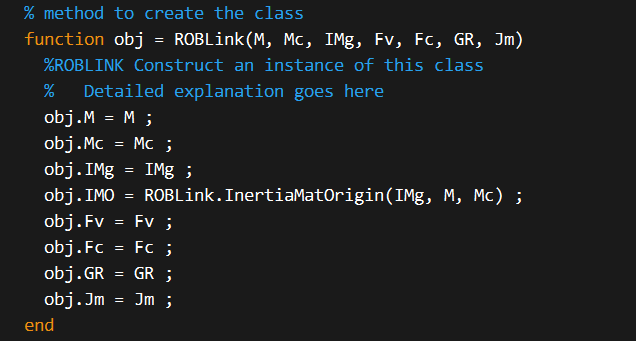 % method to create the class
function obj = ROBLink(M, Mc, IMg, Fv, Fc, GR, Jm)
%ROBLINK Construct an instance of this class
%   Detailed explanation goes here
obj.M = M ;
obj.Mc = Mc ;
obj.IMg = IMg ;
obj.IMO = ROBLink.InertiaMatOrigin(IMg, M, Mc) ;
obj.Fv = Fv ;
obj.Fc = Fc ;
obj.GR = GR ;
obj.Jm = Jm ;
end